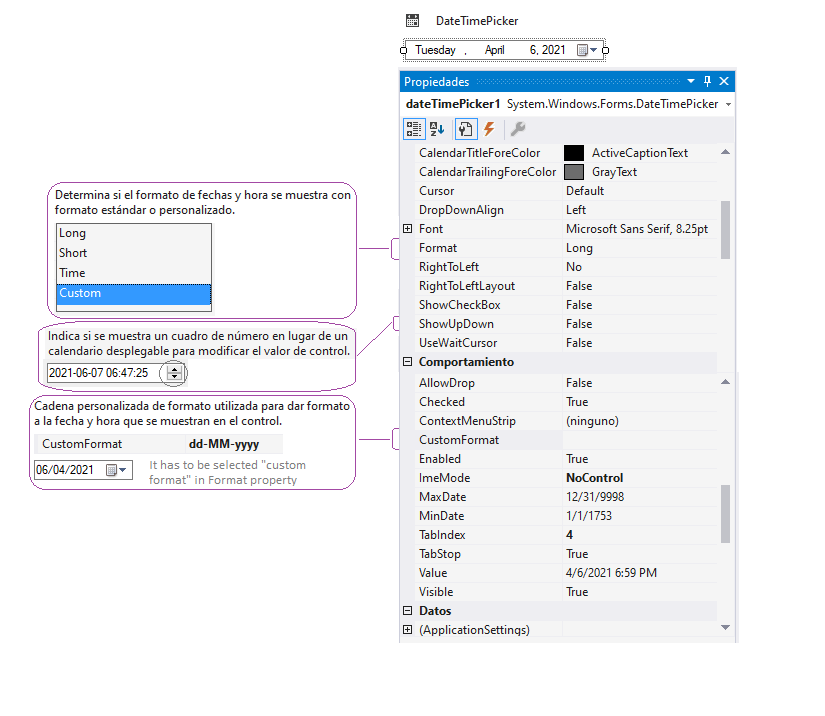 DateTimePicker
Tuesday , April 6, 2021
Propiedades
dateTimePicker1 System.Windows.Forms.DateTimePicker
CalendarTitleForeColor ActiveCaptionText
CalendarTrailingForeColor GrayText
Cursor Default
DropDownAlign Left
Font Microsoft Sans Serif, 8.25pt
Format Long
RightToLeft No
RightToLeftLayout False
ShowCheckBox False
ShowUpDown False
UseWaitCursor False
Comportamiento
AllowDrop False
Checked True
ContextMenuStrip (ninguno)
CustomFormat
Enabled True
ImeMode NoControl
MaxDate 12/31/9998
MinDate 1/1/1753
TabIndex 4
TabStop True
Value 4/6/2021 6:59 PM
Visible True
Datos
(ApplicationSettings)
Determina si el formato de fechas y hora se muestra con
formato estándar o personalizado.
Long
Short
Time
Custom
Indica si se muestra un cuadro de número en lugar de un
calendario desplegable para modificar el valor de control.
2021-06-07 06:47:25
Cadena personalizada de formato utilizada para dar formato
a la fecha y hora que se muestran en el control.
CustomFormat dd-MM-yyyy
06/04/2021
It has to be selected "custom
format" in Format property